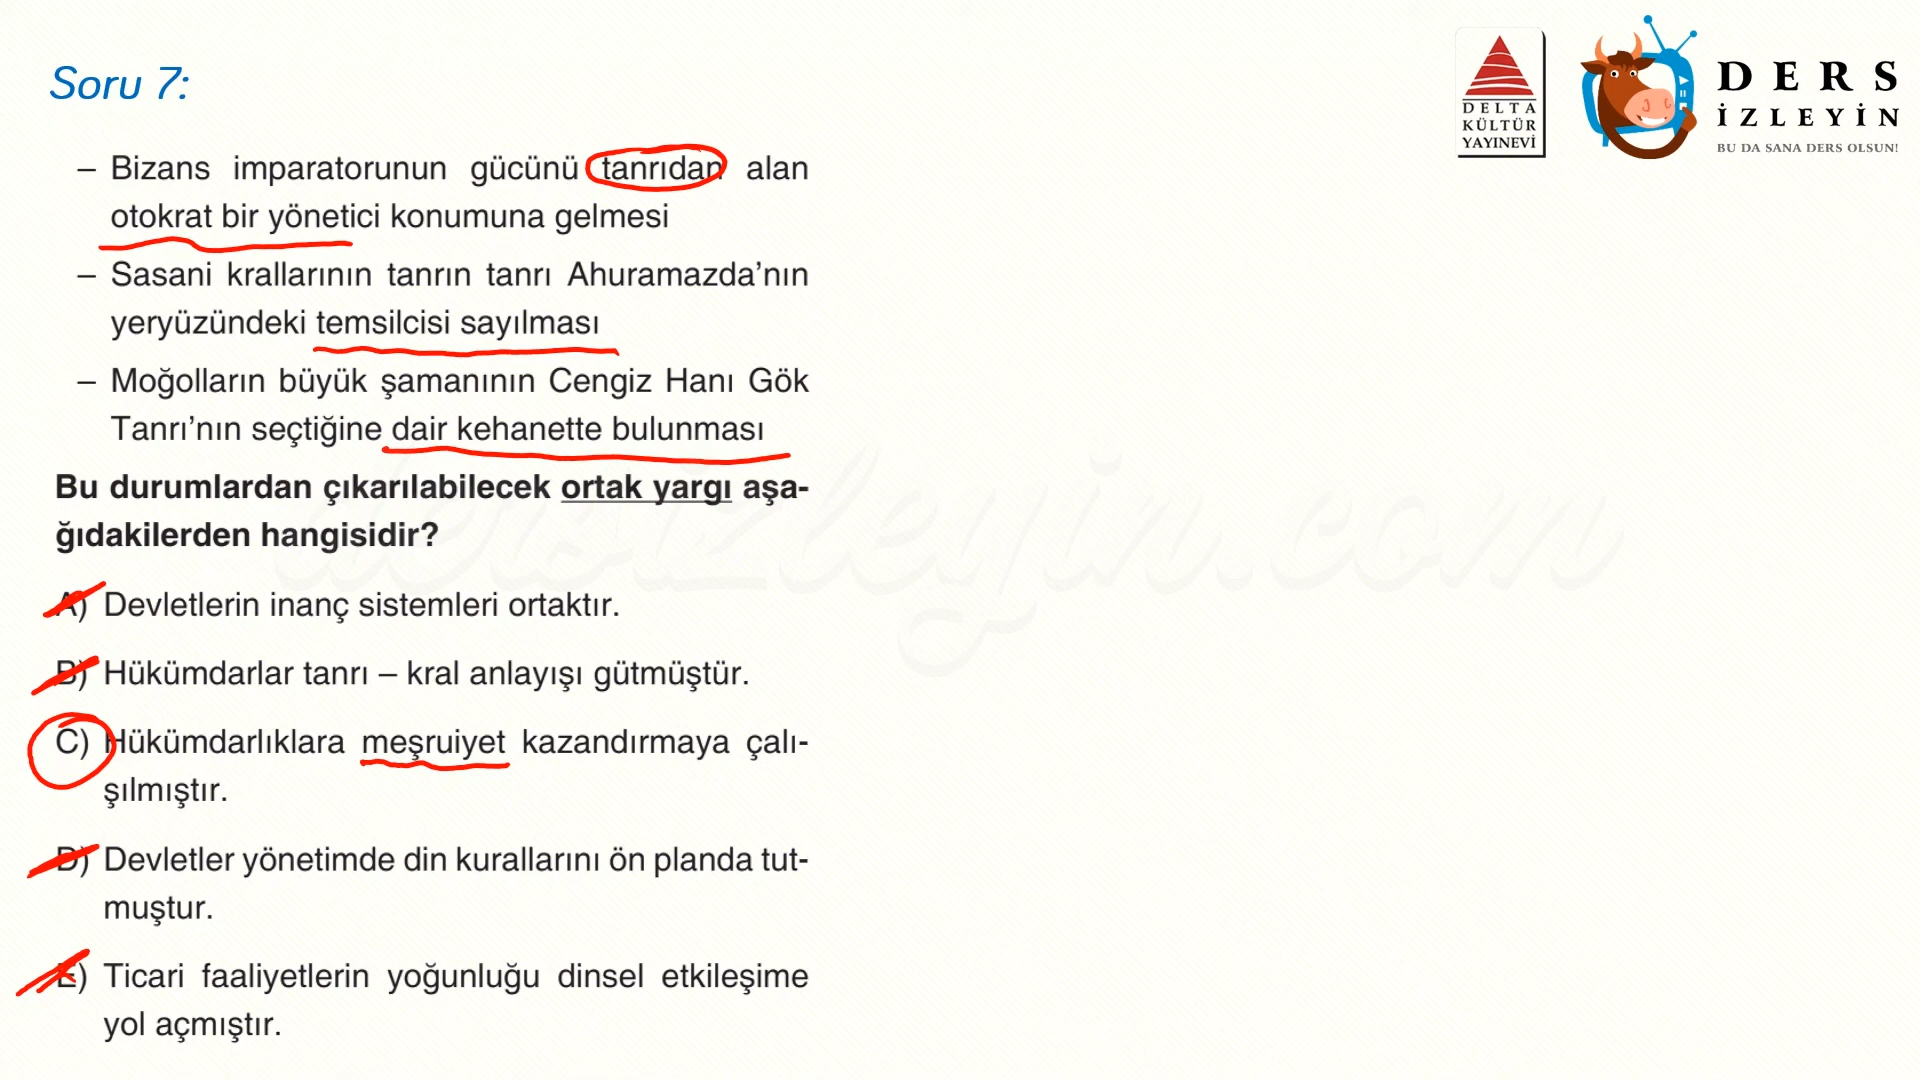 Soru 7:
DELTA
KÜLTÜR
YAYINEVİ
DERS
İZLEYİN
BU DA SANA DERS OLSUN!
– Bizans imparatorunun gücünü tanrıdan alan
otokrat bir yönetici konumuna gelmesi
– Sasani krallarının tanrın tanrı Ahuramazda’nın
yeryüzündeki temsilcisi sayılması
– Moğolların büyük şamanının Cengiz Hanı Gök
Tanrı’nın seçtiğine dair kehanette bulunması
Bu durumlardan çıkarılabilecek ortak yargı aşa-
ğıdakilerden hangisidir?
A) Devletlerin inanç sistemleri ortaktır.
B) Hükümdarlar tanrı – kral anlayışı gütmüştür.
C) Hükümdarlıklara meşruiyet kazandırmaya çalı-
şılmıştır.
D) Devletler yönetimde din kurallarını ön planda tut-
muştur.
E) Ticari faaliyetlerin yoğunluğu dinsel etkileşime
yol açmıştır.
dersizleyin.com